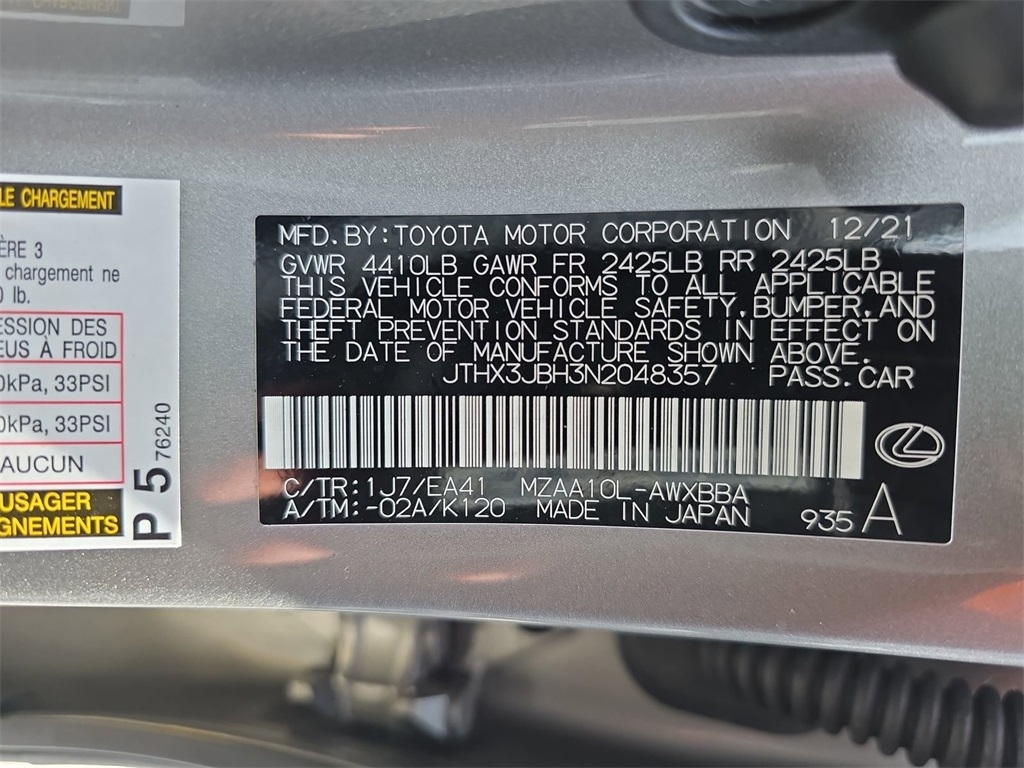 LE CHARGEMENT
ÈRE 3
chargement ne
0 lb.
ESSION DES
EUS À FROID
0kPa, 33PSI
0kPa, 33PSI
AUCUN
USAGER
GNEMENTS
P 5 76240
MFD. BY: TOYOTA MOTOR CORPORATION 12/21
GVWR 4410LB GAWR FR 2425LB RR 2425LB
THIS VEHICLE CONFORMS TO ALL APPLICABLE
FEDERAL MOTOR VEHICLE SAFETY, BUMPER, AND
THEFT PREVENTION STANDARDS IN EFFECT ON
THE DATE OF MANUFACTURE SHOWN ABOVE.
JTHX3JBH3N2048357 PASS.CAR
C/TR: 1J7/EA41 MZAA10L-AWXBBA
A/TM: -02A/K120 MADE IN JAPAN 935 A